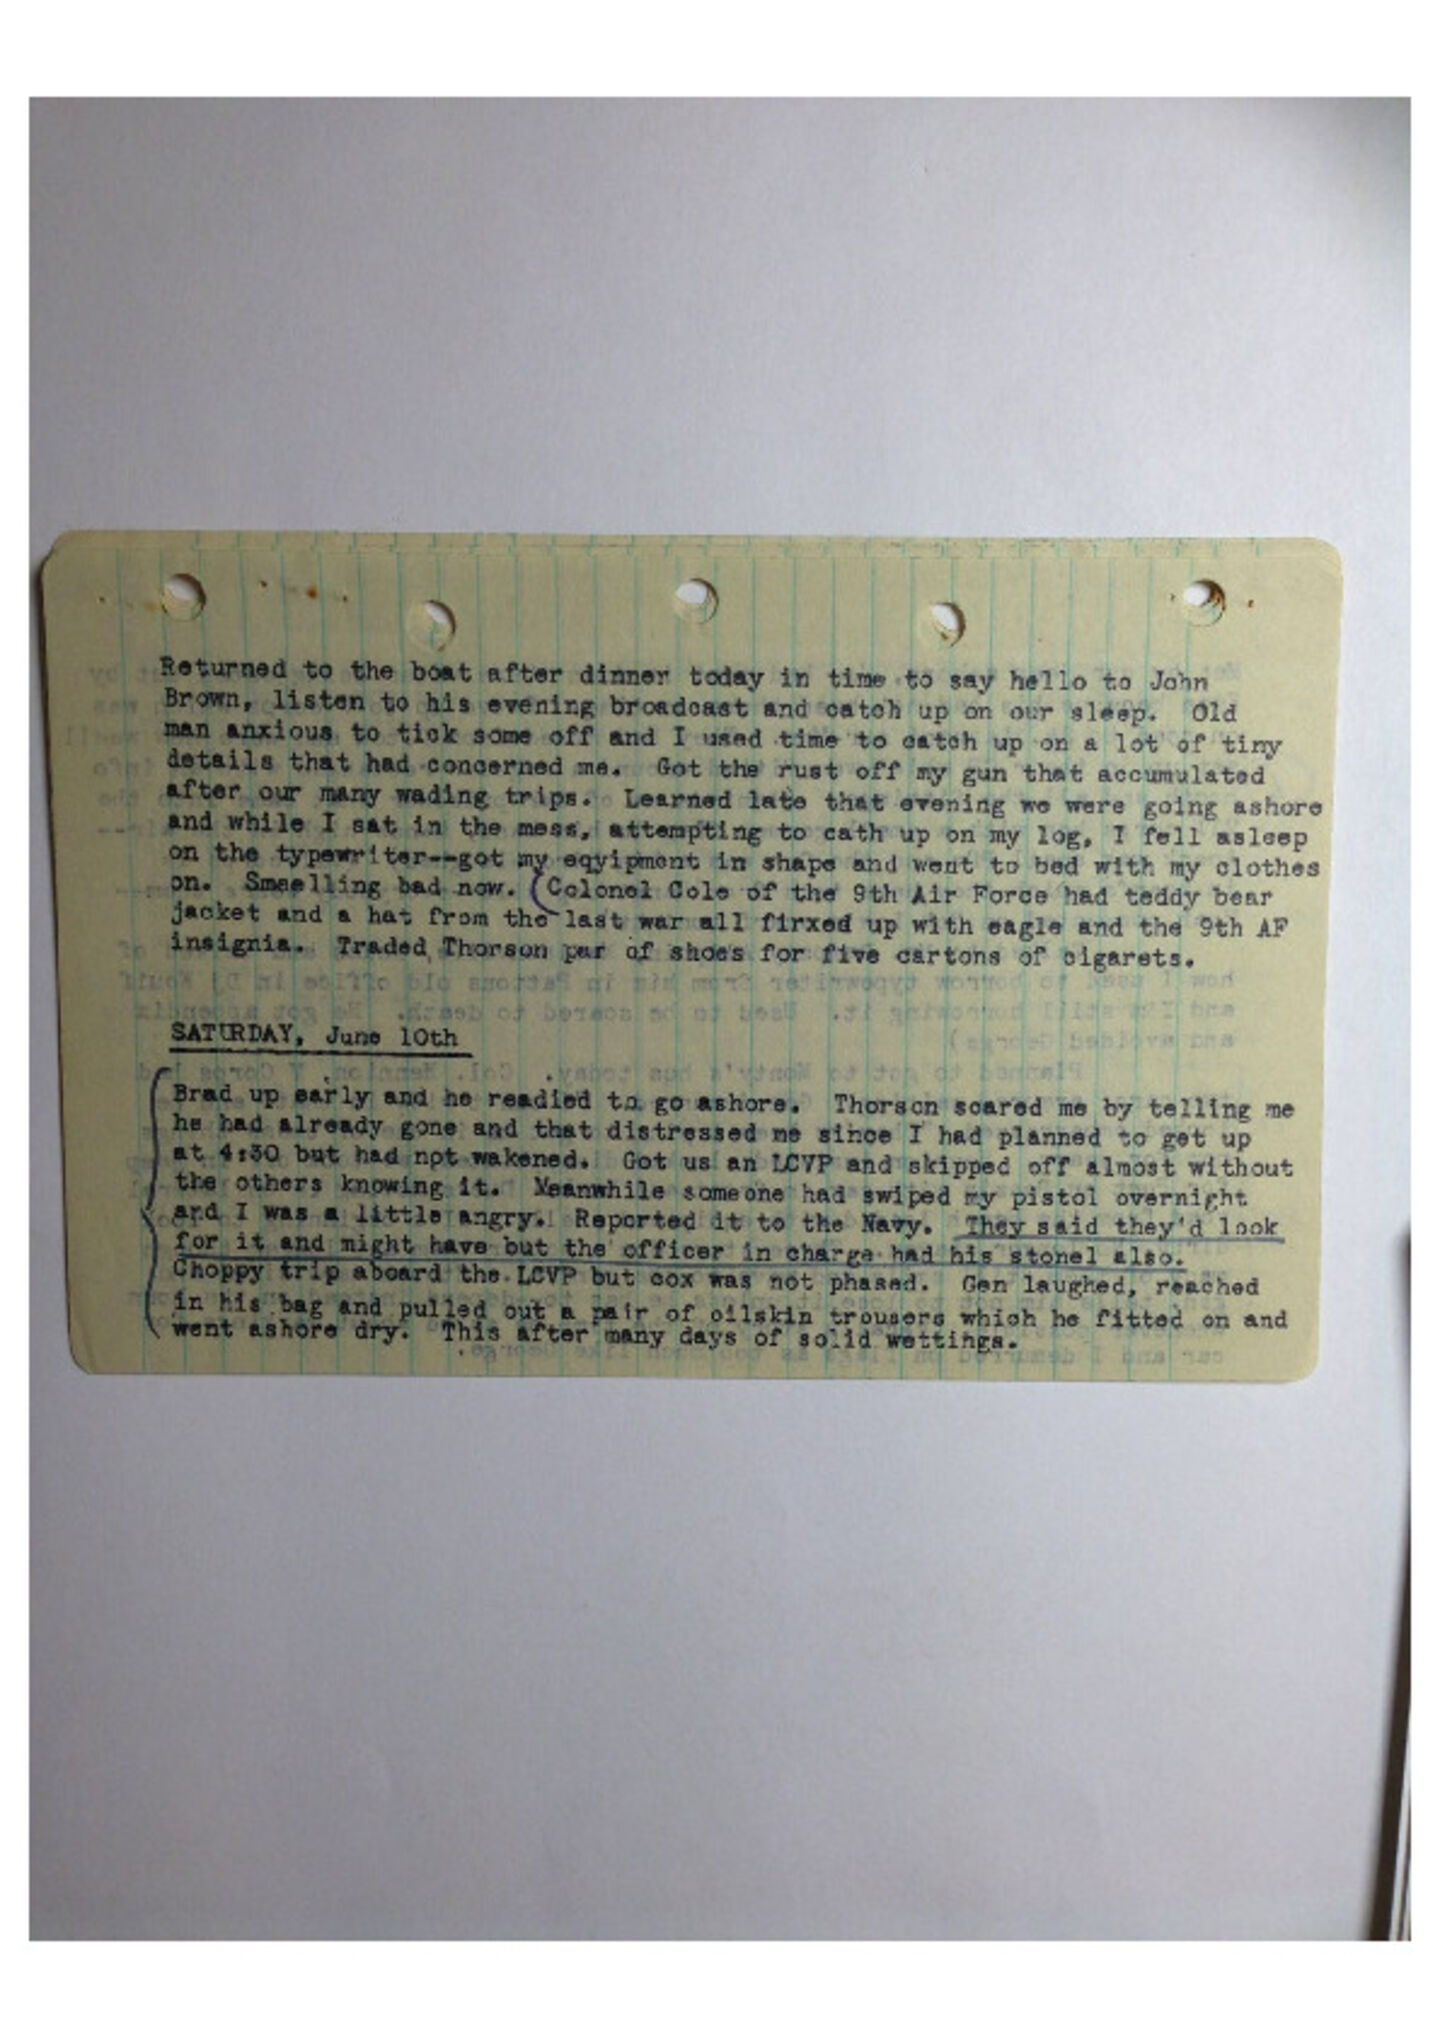 Returned to the boat after dinner today in time to say hello to John
Brown, listen to his evening broadcast and catch up on our sleep.  Old
man anxious to tick some off and I used time to catch up on a lot of tiny
details that had concerned me.  Got the rust off my gun that accumulated
after our many wading trips.  Learned late that evening we were going ashore
and while I sat in the mess, attempting to cath up on my log, I fell asleep
on the typewriter--got my eqyipment in shape and went to bed with my clothes
on.  Smeelling bad now.  (Colonel Cole of the 9th Air Force had teddy bear
jacket and a hat from the last war all firxed up with eagle and the 9th AF
insignia.  Traded Thorson par of shoes for five cartons of cigarets.
SATURDAY, June 10th
Brad up early and he readied to go ashore.  Thorson scared me by telling me
he had already gone and that distressed me since I had planned to get up
at 4:30 but had not wakened.  Got us an LCVP and skipped off almost without
the others knowing it.  Meanwhile someone had swiped my pistol overnight
and I was a little angry.  Reported it to the Navy.  They said they'd look
for it and might have but the officer in charge had his stonel also.
Choppy trip aboard the LCVP but cox was not phased.  Gen laughed, reached
in his bag and pulled out a pair of oilskin trousers which he fitted on and
went ashore dry.  This after many days of solid wettings.